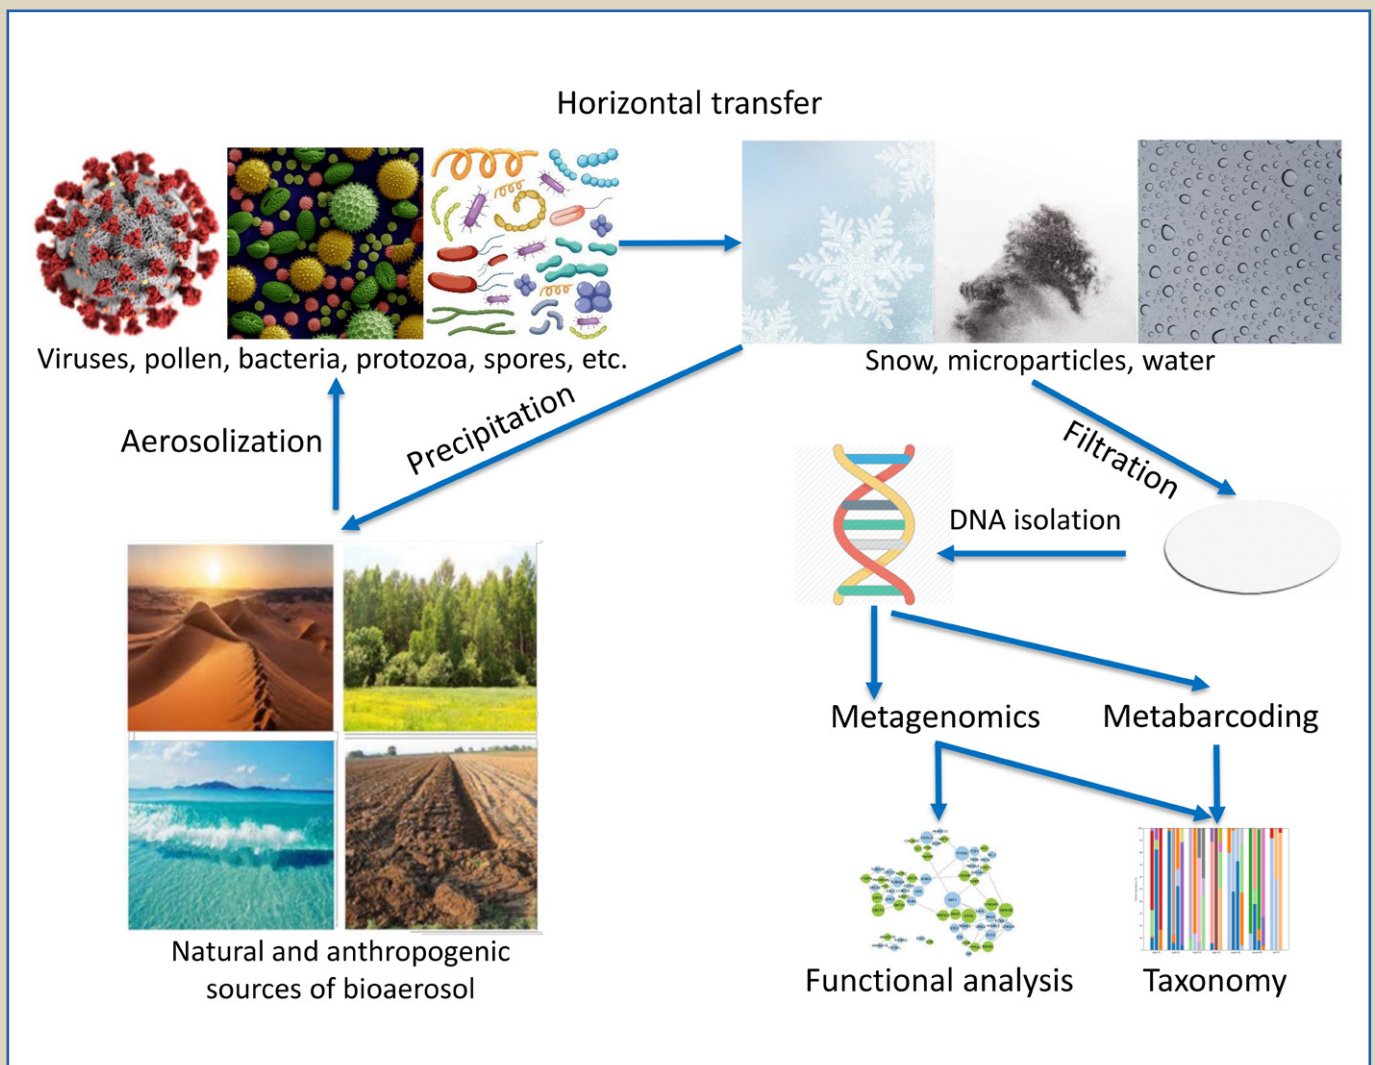 Horizontal transfer
Viruses, pollen, bacteria, protozoa, spores, etc.
Snow, microparticles, water
Aerosolization
Precipitation
Filtration
DNA isolation
Metagenomics
Metabarcoding
Natural and anthropogenic
sources of bioaerosol
Functional analysis
Taxonomy